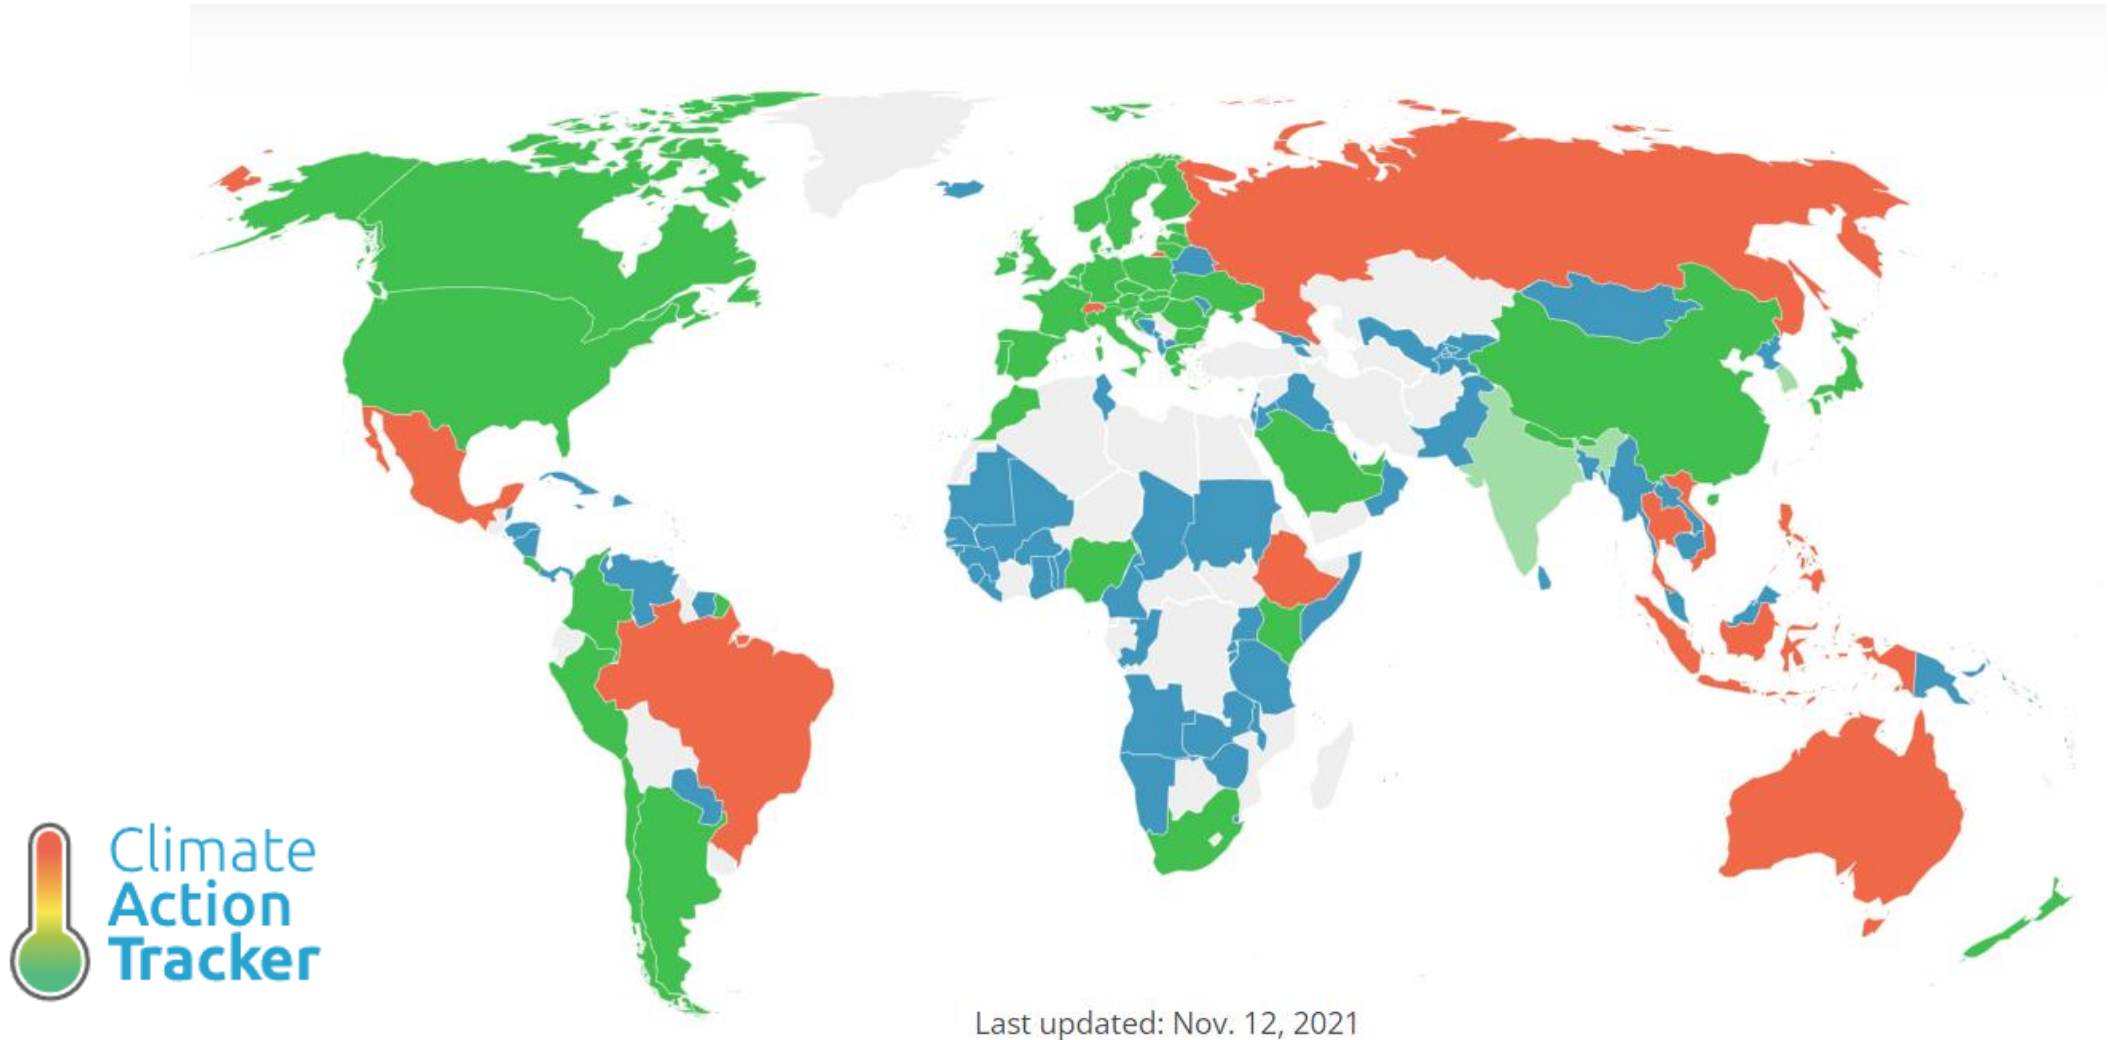 Climate
Action
Tracker
Last updated: Nov. 12, 2021